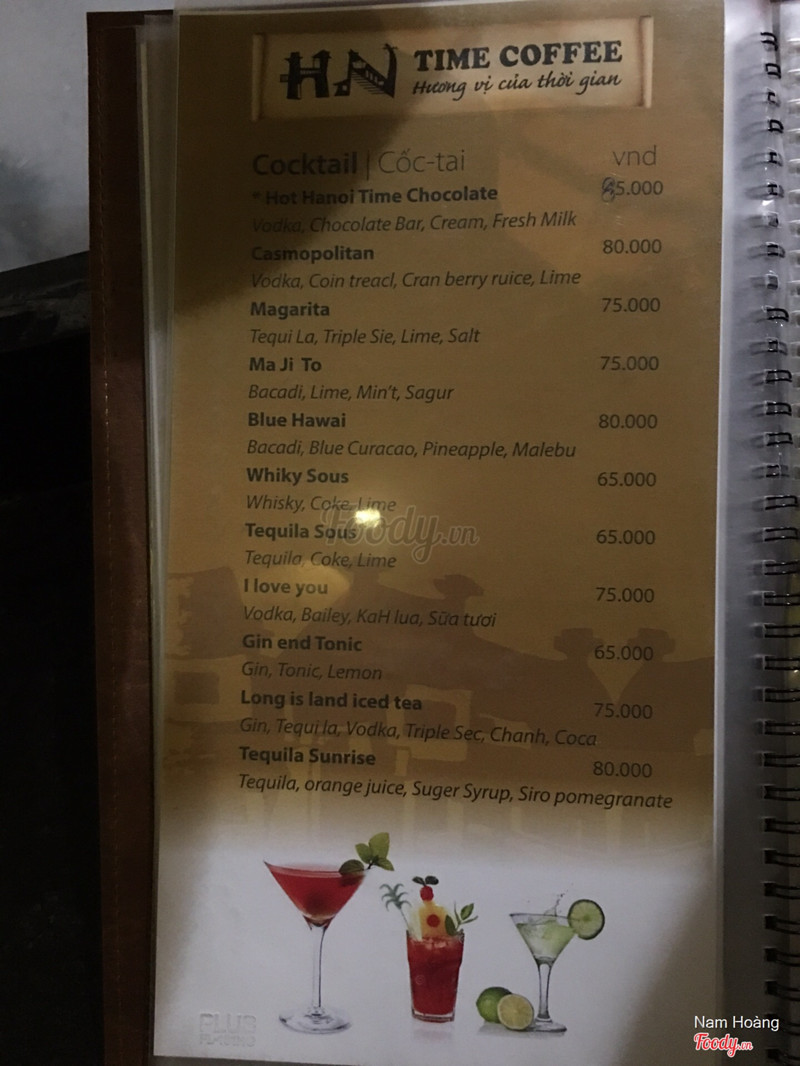 HN TIME COFFEE
Hương vị của thời gian
Cocktail | Cốc-tai vnd
* Hot Hanoi Time Chocolate 65.000
Vodka, Chocolate Bar, Cream, Fresh Milk
Casmopolitan 80.000
Vodka, Coin treacl, Cran berry ruice, Lime
Magarita 75.000
Tequi La, Triple Sie, Lime, Salt
Ma Ji To 75.000
Bacadi, Lime, Min't, Sagur
Blue Hawai 80.000
Bacadi, Blue Curacao, Pineapple, Malebu
Whiky Sous 65.000
Whisky, Coke, Lime
Foody.vn
Tequila Sous 65.000
Tequila, Coke, Lime
I love you 75.000
Vodka, Bailey, KaH lua, Sữa tươi
Gin end Tonic 65.000
Gin, Tonic, Lemon
Long is land iced tea 75.000
Gin, Tequi la, Vodka, Triple Sec, Chanh, Coca
Tequila Sunrise 80.000
Tequila, orange juice, Suger Syrup, Siro pomegranate
Nam Hoàng
Foody.vn